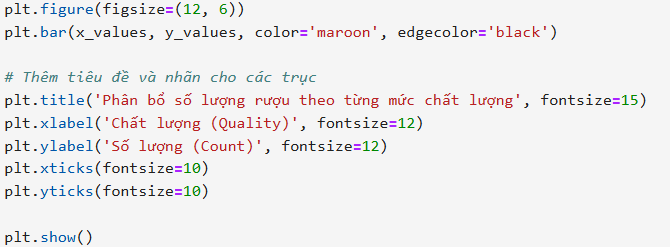 plt.figure(figsize=(12, 6))
plt.bar(x_values, y_values, color='maroon', edgecolor='black')

# Thêm tiêu đề và nhãn cho các trục
plt.title('Phân bổ số lượng rượu theo từng mức chất lượng', fontsize=15)
plt.xlabel('Chất lượng (Quality)', fontsize=12)
plt.ylabel('Số lượng (Count)', fontsize=12)
plt.xticks(fontsize=10)
plt.yticks(fontsize=10)

plt.show()